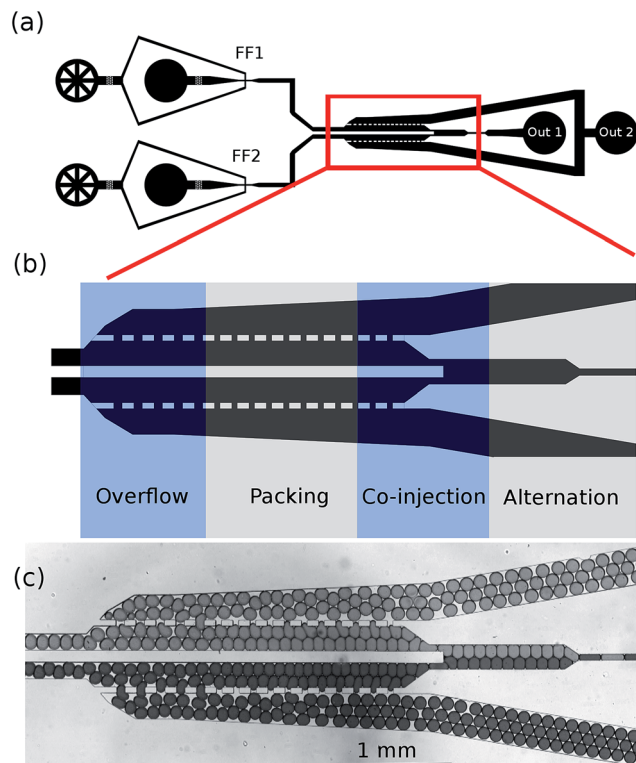 (a)
FF1
FF2
Out 1
Out 2
(b)
Overflow
Packing
Co-injection
Alternation
(c)
1 mm